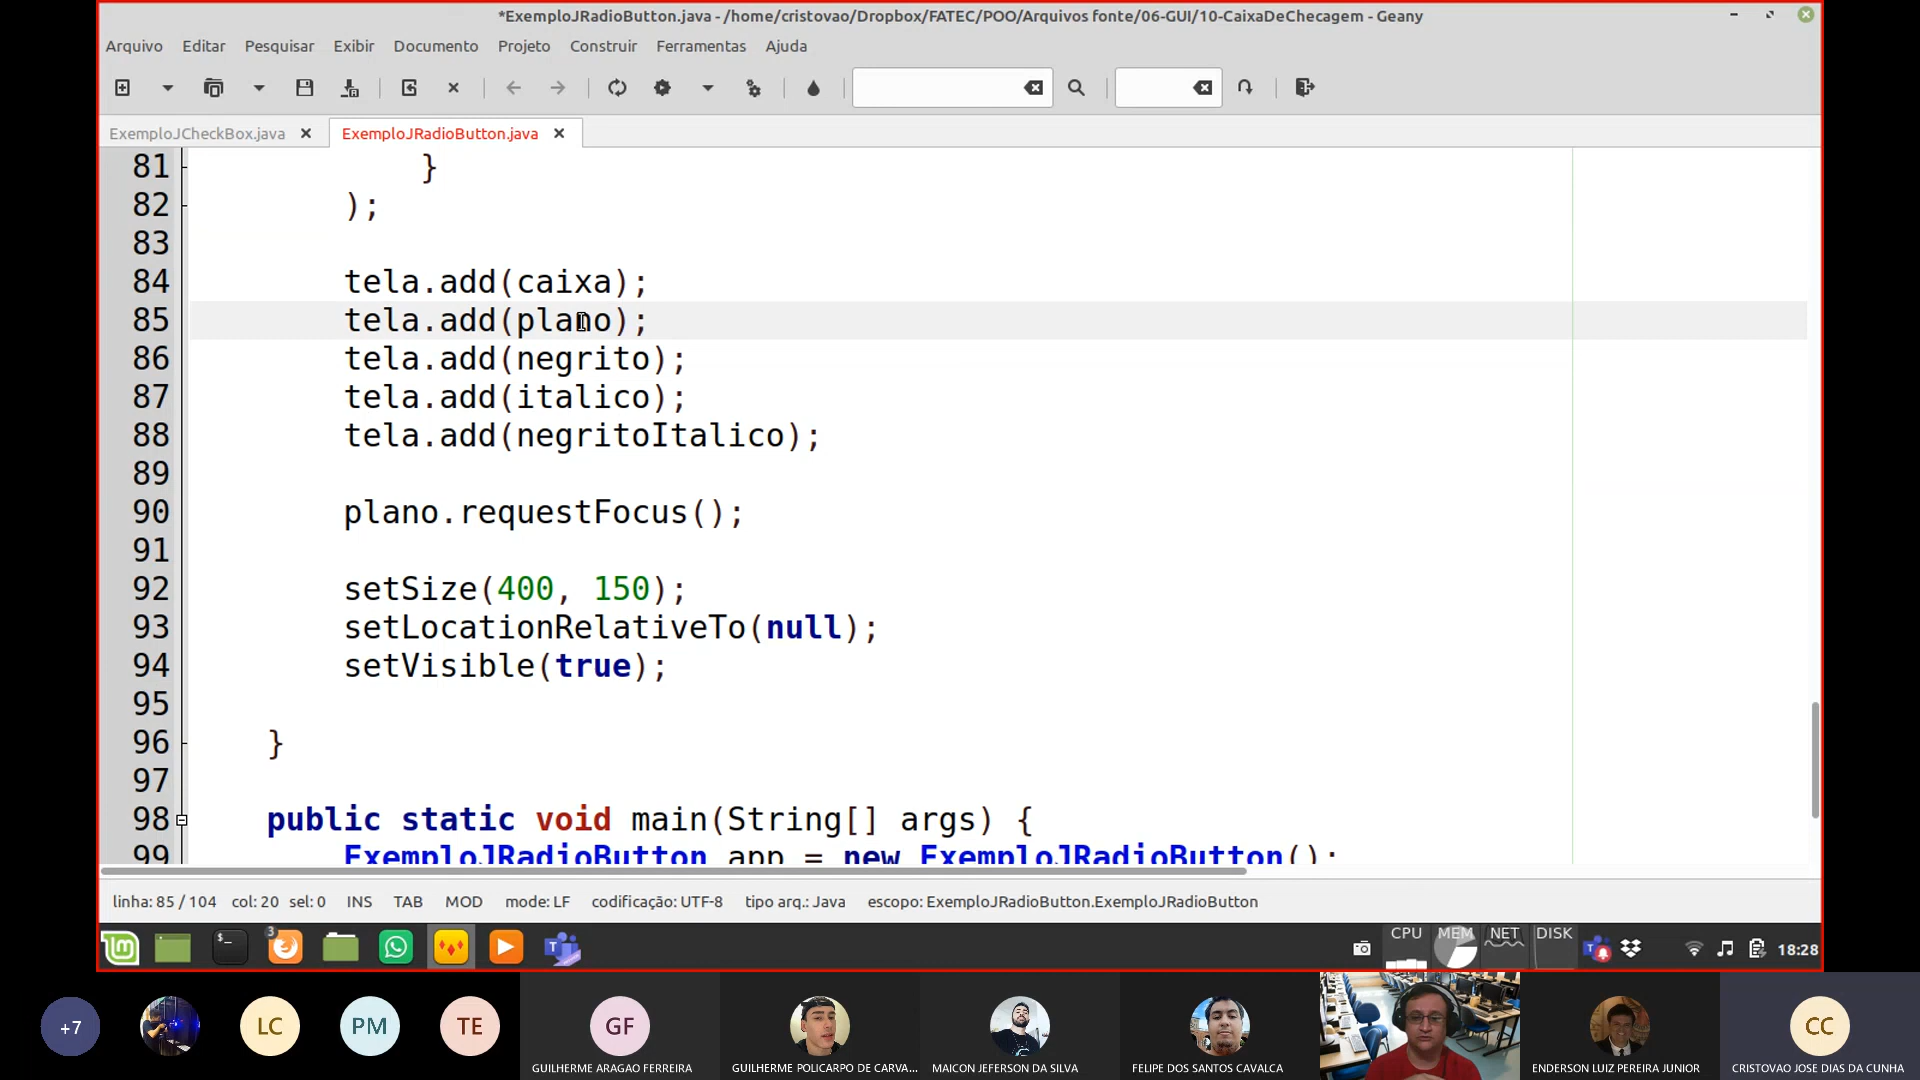 *ExemploJRadioButton.java - /home/cristovao/Dropbox/FATEC/POO/Arquivos fonte/06-GUI/10-CaixaDeChecagem - Geany
Arquivo Editar Pesquisar Exibir Documento Projeto Construir Ferramentas Ajuda
ExemploJCheckBox.java ExemploJRadioButton.java
81 }
82 );
83
84 tela.add(caixa);
85 tela.add(plano);
86 tela.add(negrito);
87 tela.add(italico);
88 tela.add(negritoItalico);
89
90 plano.requestFocus();
91
92 setSize(400, 150);
93 setLocationRelativeTo(null);
94 setVisible(true);
95
96 }
97
98 public static void main(String[] args) {
99 ExemploJRadioButton app = new ExemploJRadioButton();
linha: 85 / 104 col: 20 sel: 0 INS TAB MOD mode: LF codificação: UTF-8 tipo arq.: Java escopo: ExemploJRadioButton.ExemploJRadioButton
3 CPU MEM NET DISK 18:28
+7 LC PM TE GF CC
GUILHERME ARAGAO FERREIRA GUILHERME POLICARPO DE CARVA... MAICON JEFERSON DA SILVA FELIPE DOS SANTOS CAVALCA ENDERSON LUIZ PEREIRA JUNIOR CRISTOVAO JOSE DIAS DA CUNHA